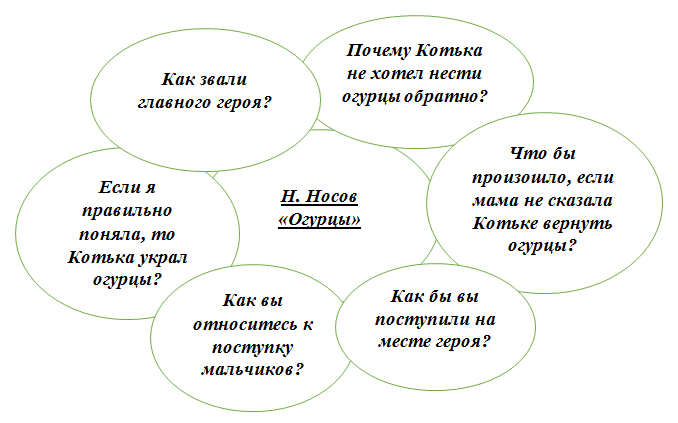 Как звали
главного героя?
Почему Котька
не хотел нести
огурцы обратно?
Что бы
произошло, если
мама не сказала
Котьке вернуть
огурцы?
Как бы вы
поступили на
месте героя?
Как вы
относитесь к
поступку
мальчиков?
Если я
правильно
поняла, то
Котька украл
огурцы?
Н. Носов
«Огурцы»